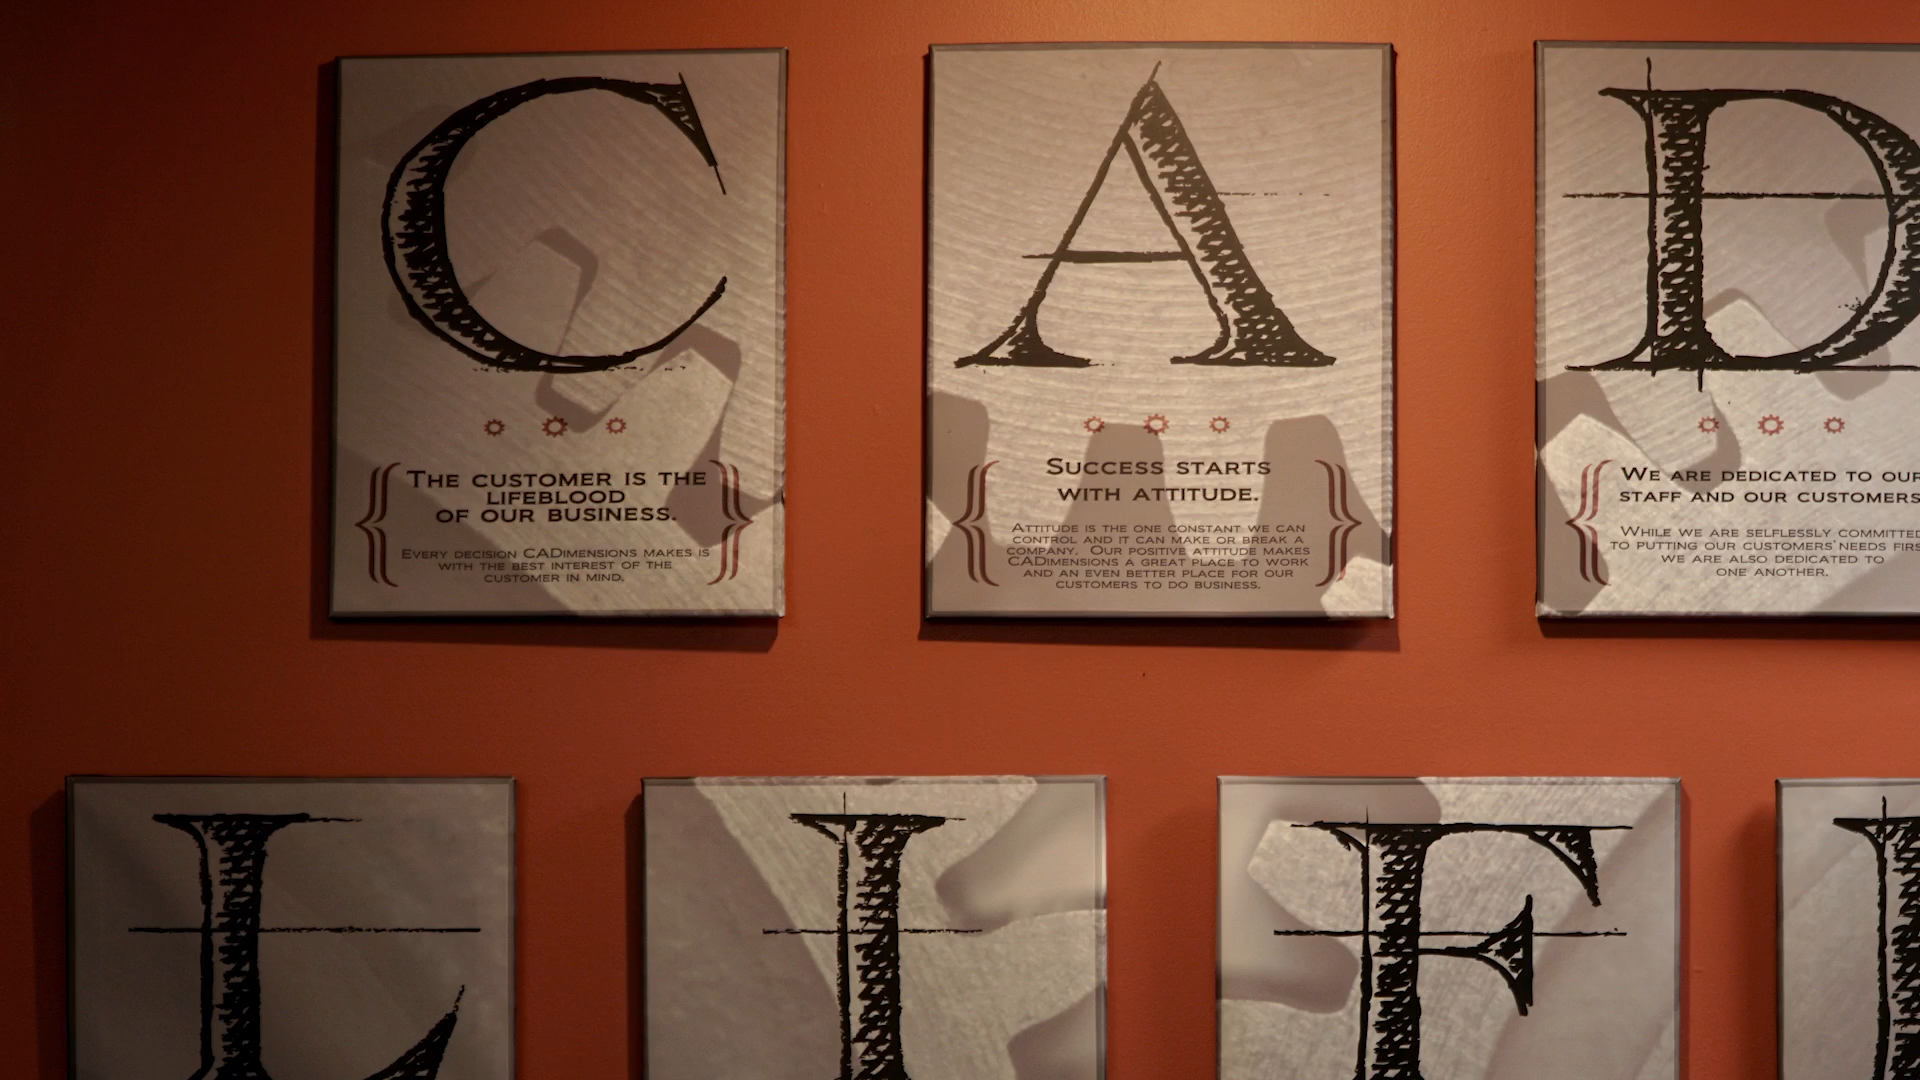 C
THE CUSTOMER IS THE
LIFEBLOOD
OF OUR BUSINESS.
EVERY DECISION CADIMENSIONS MAKES IS
WITH THE BEST INTEREST OF THE
CUSTOMER IN MIND.
A
SUCCESS STARTS
WITH ATTITUDE.
ATTITUDE IS THE ONE CONSTANT WE CAN
CONTROL AND IT CAN MAKE OR BREAK A
COMPANY. OUR POSITIVE ATTITUDE MAKES
CADIMENSIONS A GREAT PLACE TO WORK
AND AN EVEN BETTER PLACE FOR OUR
CUSTOMERS TO DO BUSINESS.
D
WE ARE DEDICATED TO OUR
STAFF AND OUR CUSTOMERS
WHILE WE ARE SELFLESSLY COMMITTED
TO PUTTING OUR CUSTOMERS' NEEDS FIRS
WE ARE ALSO DEDICATED TO
ONE ANOTHER.
L
I
F